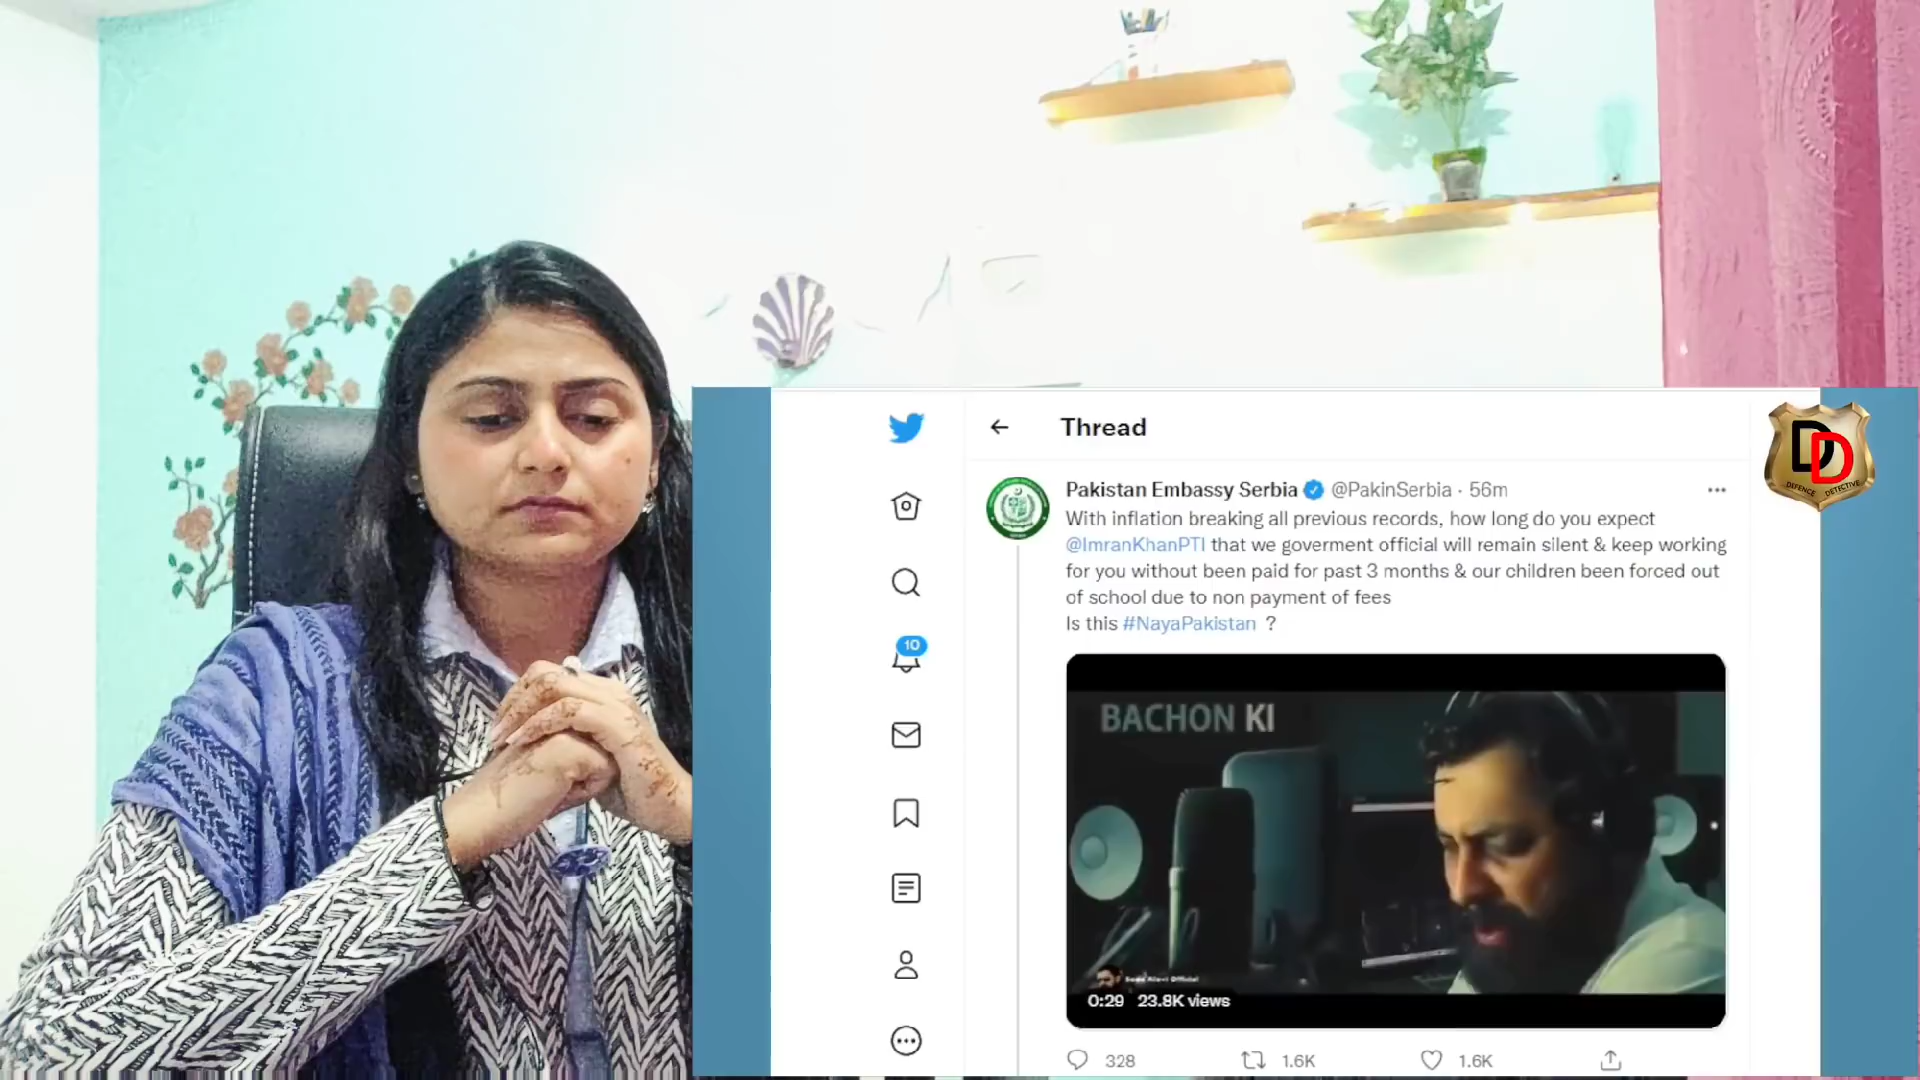 Thread
Pakistan Embassy Serbia @PakinSerbia · 56m
With inflation breaking all previous records, how long do you expect
@ImranKhanPTI that we goverment official will remain silent & keep working
for you without been paid for past 3 months & our children been forced out
of school due to non payment of fees
Is this #NayaPakistan ?
10
BACHON KI
0:29 23.8K views
328 1.6K 1.6K
DD
DEFENCE DETECTIVE